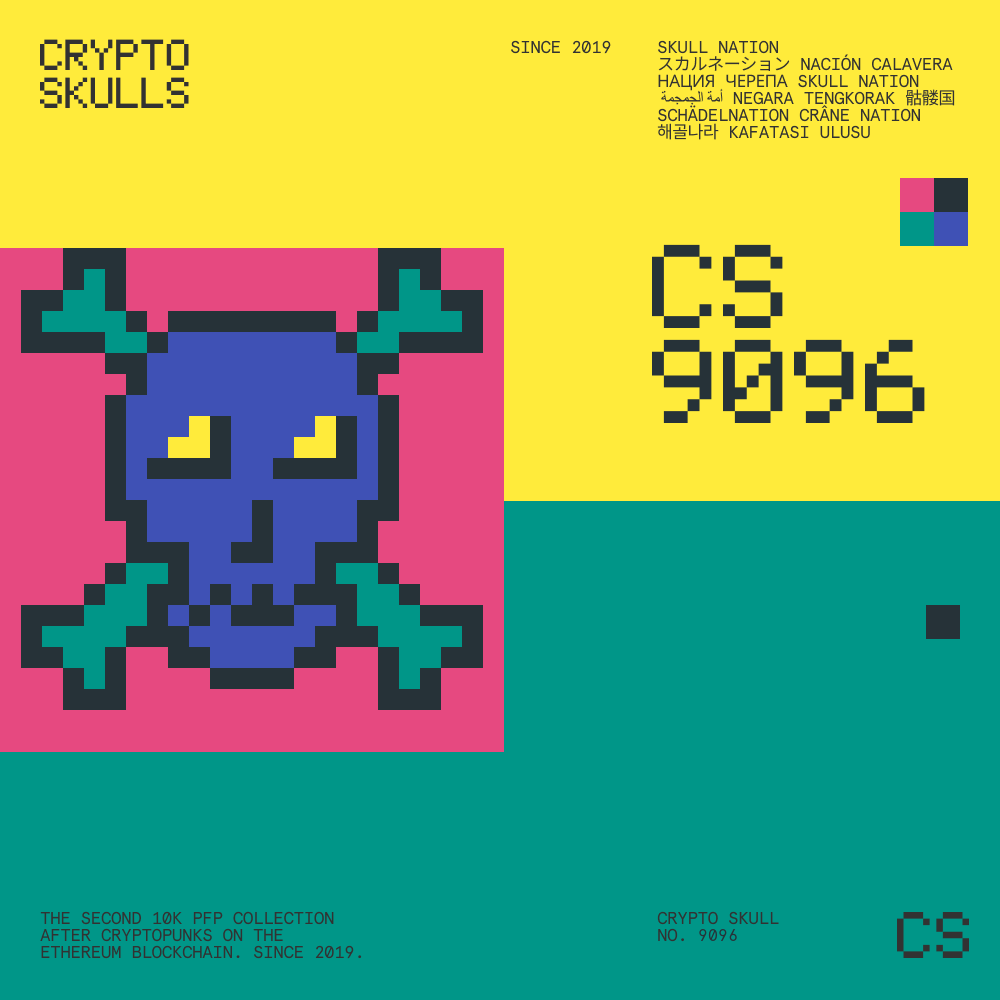 CRYPTO
SKULLS
SINCE 2019
SKULL NATION
スカルネーション NACIÓN CALAVERA
НАЦИЯ ЧЕРЕПА SKULL NATION
أمة الجمجمة NEGARA TENGKORAK 骷髅国
SCHÄDELNATION CRÂNE NATION
해골나라 KAFATASI ULUSU
CS
9096
THE SECOND 10K PFP COLLECTION
AFTER CRYPTOPUNKS ON THE
ETHEREUM BLOCKCHAIN. SINCE 2019.
CRYPTO SKULL
NO. 9096
CS